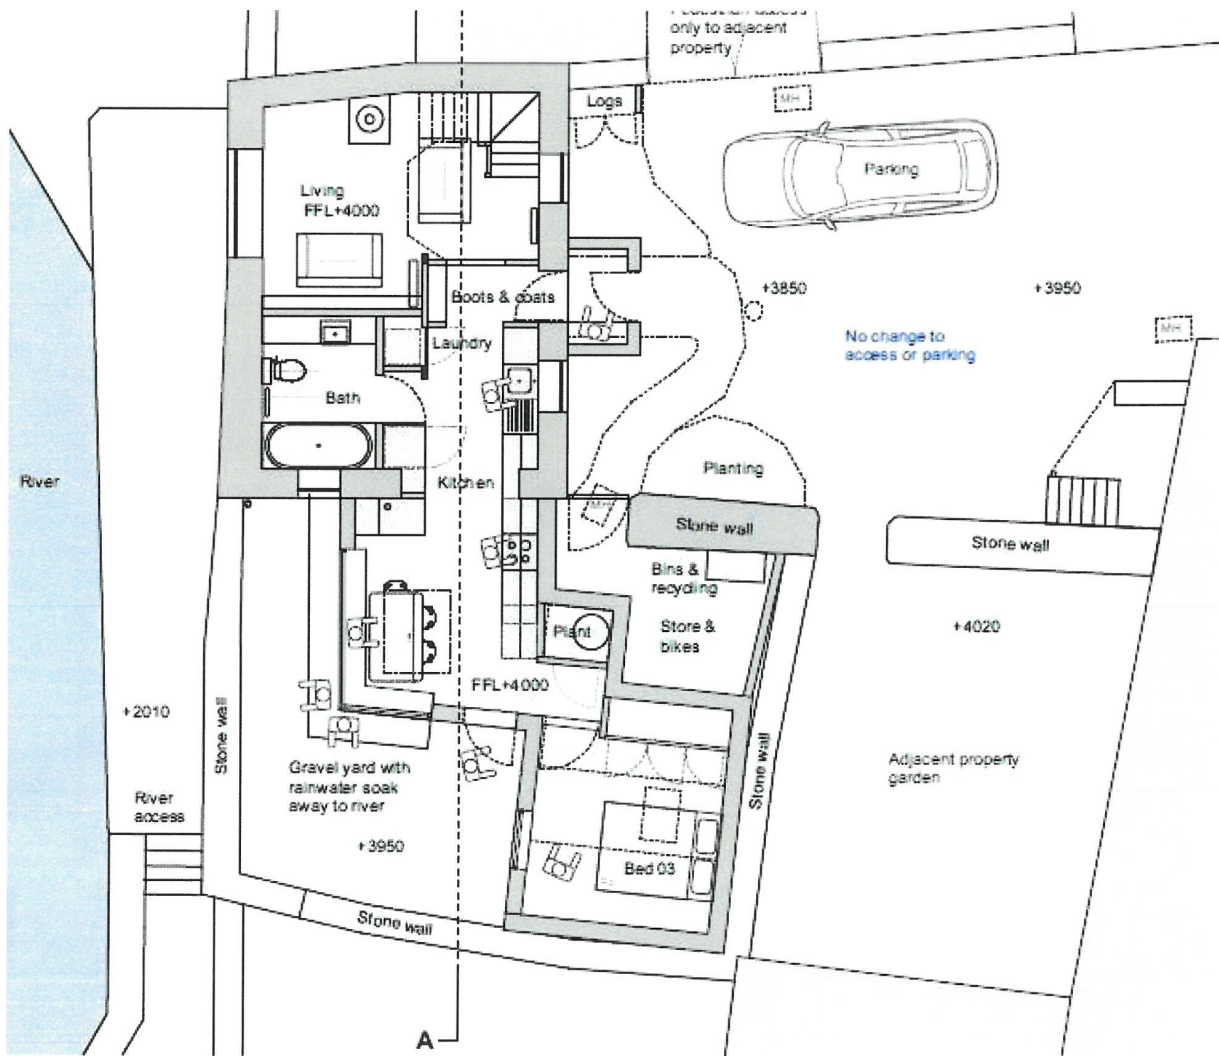 only to adjacent
property
Logs
MH
Parking
Living
FFL+4000
Boots & coats
+3850
+3950
MH
No change to
access or parking
Laundry
Bath
River
Kitchen
Planting
MH
Stone wall
Stone wall
Bins &
recycling
Plant
Store &
bikes
+4020
FFL+4000
+2010
Stone wall
Stone wall
Gravel yard with
rainwater soak
away to river
Adjacent property
garden
River
access
+3950
Bed 03
Stone wall
A